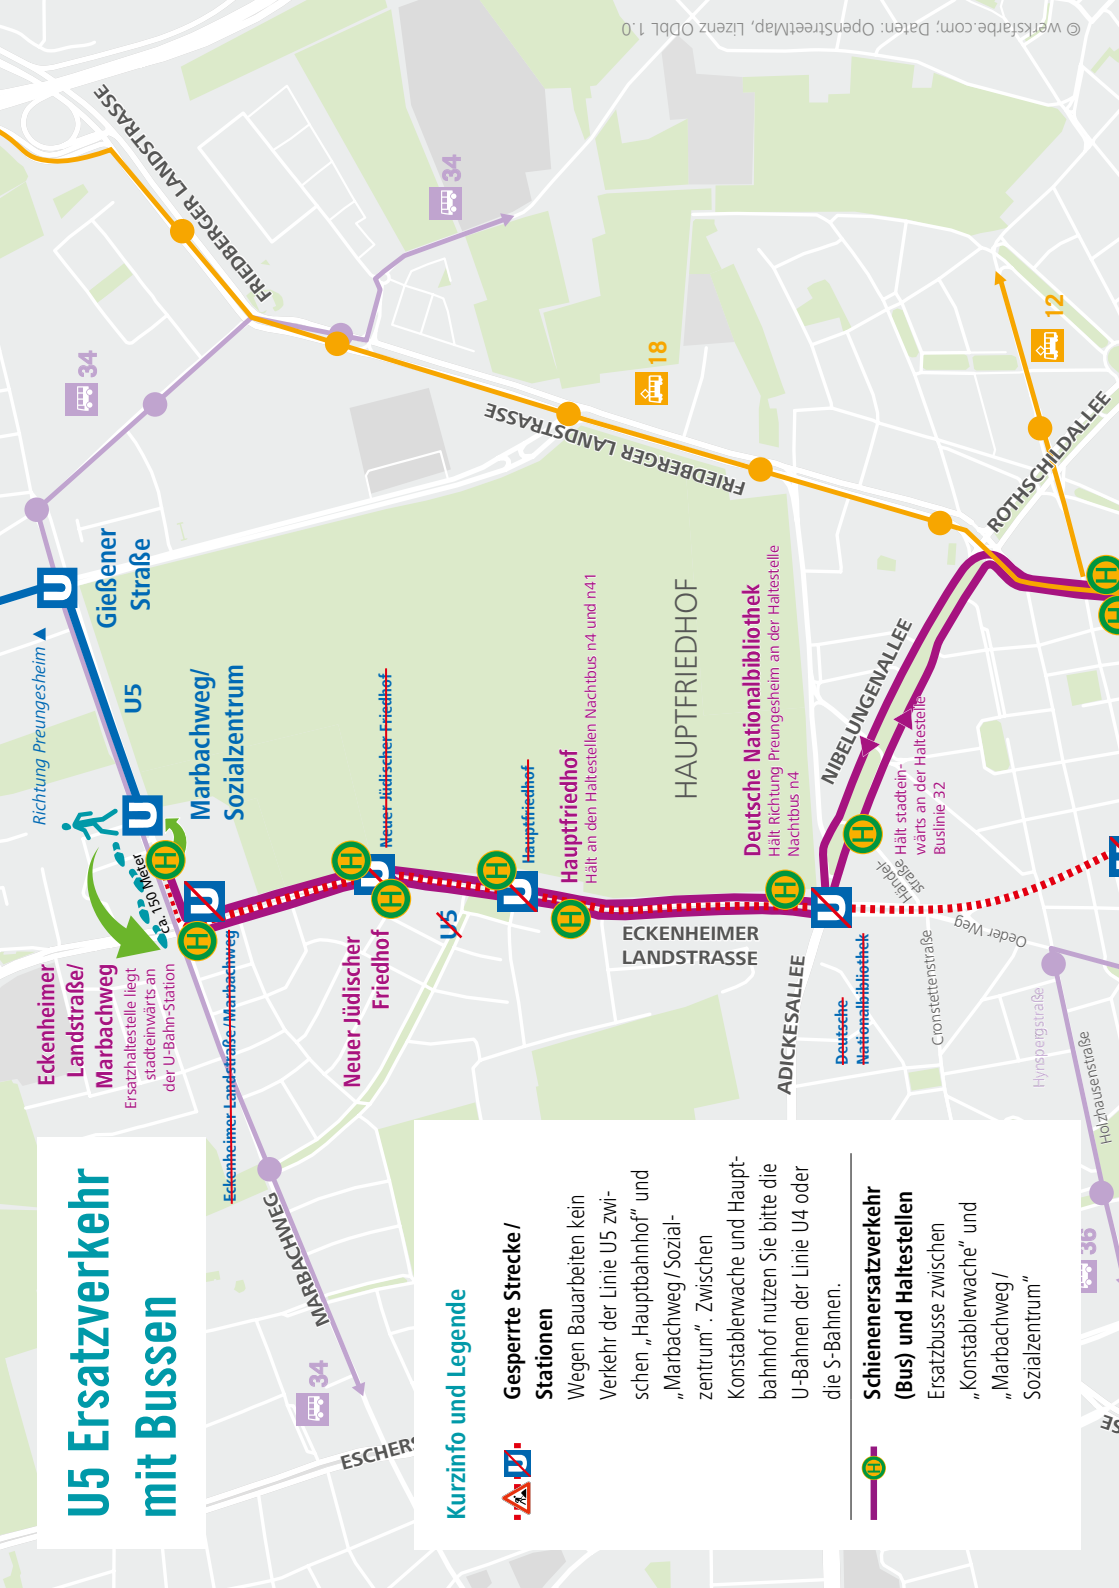 U5 Ersatzverkehr
mit Bussen
Kurzinfo und Legende
Gesperrte Strecke/
Stationen
Wegen Bauarbeiten kein
Verkehr der Linie U5 zwi-
schen „Hauptbahnhof“ und
„Marbachweg/Sozial-
zentrum“. Zwischen
Konstablerwache und Haupt-
bahnhof nutzen Sie bitte die
U-Bahnen der Linie U4 oder
die S-Bahnen.
Schienenersatzverkehr
(Bus) und Haltestellen
Ersatzbusse zwischen
„Konstablerwache“ und
„Marbachweg/
Sozialzentrum“
Eckenheimer
Landstraße/
Marbachweg
Ersatzhaltestelle liegt
stadteinwärts an
der U-Bahn-Station
Eckenheimer Landstraße/Marbachweg
ca. 150 Meter
Richtung Preungesheim
U5
Gießener
Straße
Marbachweg/
Sozialzentrum
Neuer Jüdischer
Friedhof
Neuer Jüdischer Friedhof
U5
Hauptfriedhof
Hauptfriedhof
Hält an den Haltestellen Nachtbus n4 und n41
HAUPTFRIEDHOF
Deutsche Nationalbibliothek
Hält Richtung Preungesheim an der Haltestelle
Nachtbus n4
Deutsche
Nationalbibliothek
Hält stadtein-
wärts an der Haltestelle
Buslinie 32
ECKENHEIMER
LANDSTRASSE
ADICKESALLEE
NIBELUNGENALLEE
ROTHSCHILDALLEE
FRIEDBERGER LANDSTRASSE
FRIEDBERGER LANDSTRASSE
MARBACHWEG
ESCHERS
Händel-
straße
Oeder Weg
Cronstettenstraße
Hynspergstraße
Holzhausenstraße
34
34
34
36
18
12
U
U
U
U
U
U
U
H
H
H
H
H
H
H
H
H
H
H
H
SE
© werksfarbe.com; Daten: OpenStreetMap, Lizenz ODbL 1.0